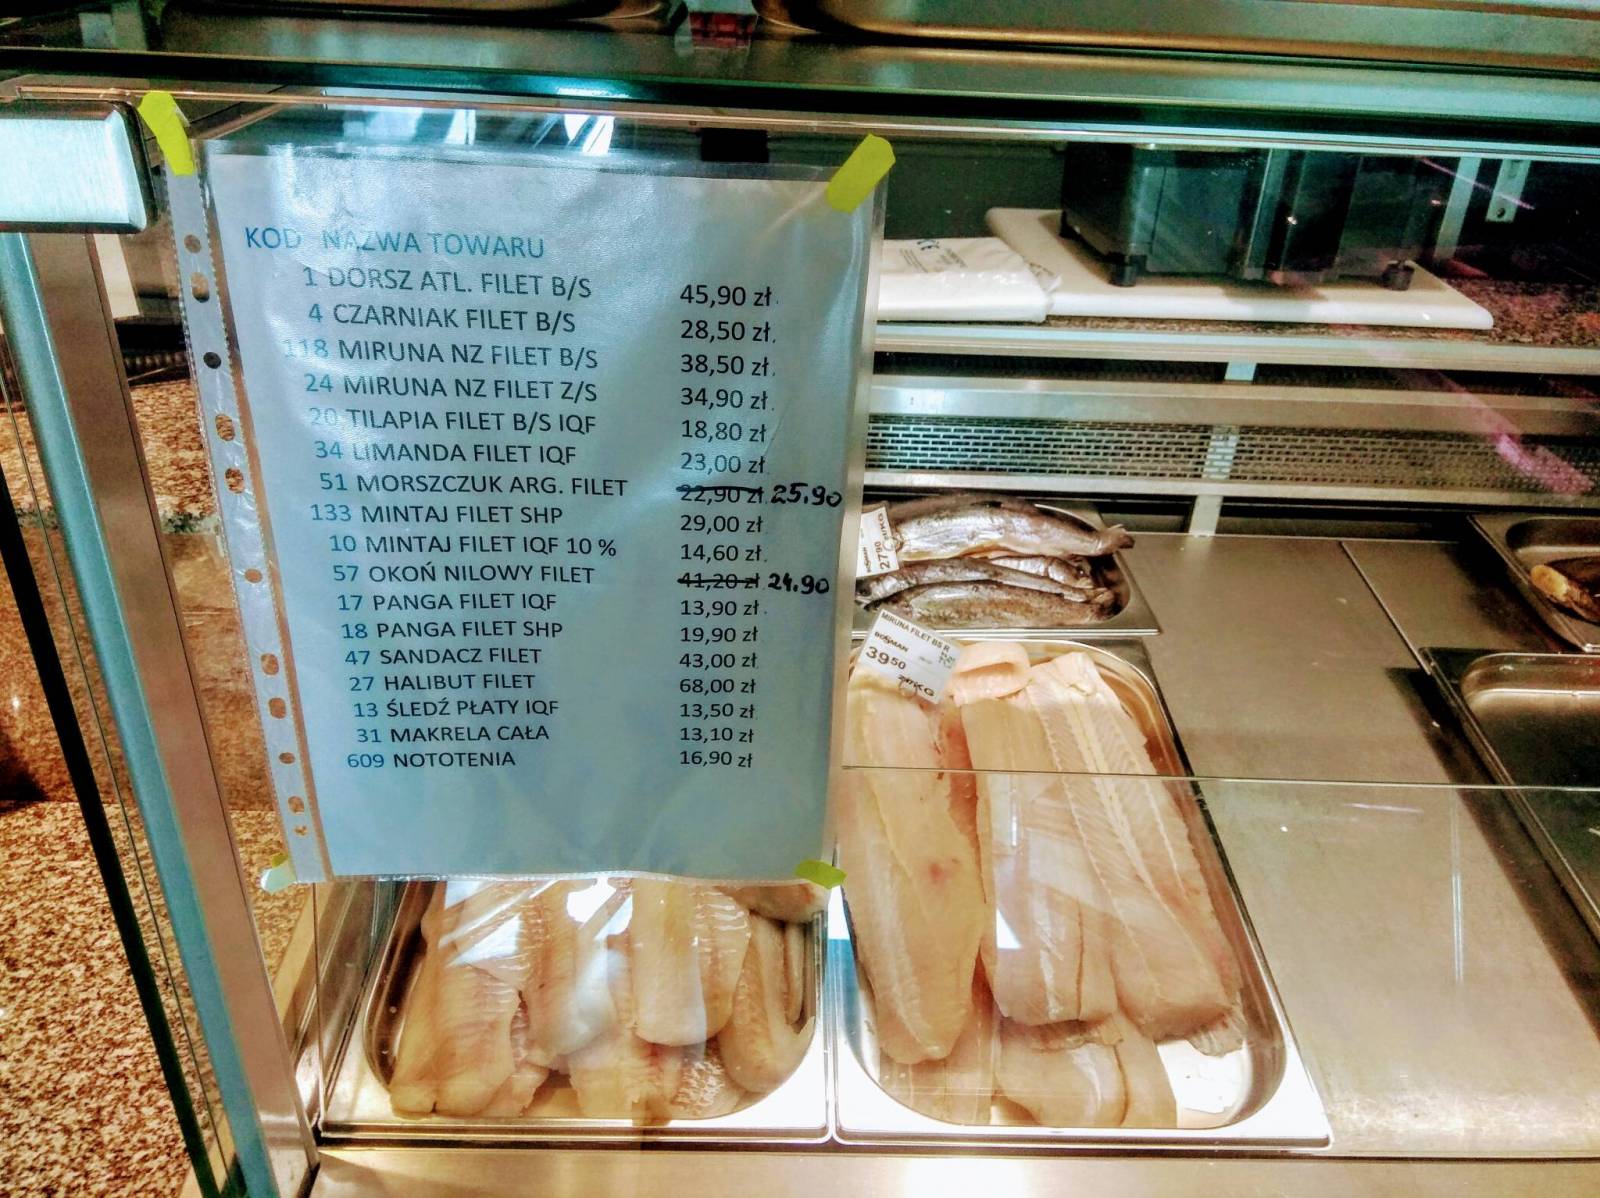 KOD NAZWA TOWARU
1 DORSZ ATL. FILET B/S 45,90 zł.
4 CZARNIAK FILET B/S 28,50 zł.
118 MIRUNA NZ FILET B/S 38,50 zł.
24 MIRUNA NZ FILET Z/S 34,90 zł.
20 TILAPIA FILET B/S IQF 18,80 zł.
34 LIMANDA FILET IQF 23,00 zł.
51 MORSZCZUK ARG. FILET 22,90 zł. 25.90
133 MINTAJ FILET SHP 29,00 zł
10 MINTAJ FILET IQF 10 % 14,60 zł.
57 OKOŃ NILOWY FILET 41,20 zł 24.90
17 PANGA FILET IQF 13,90 zł.
18 PANGA FILET SHP 19,90 zł
47 SANDACZ FILET 43,00 zł.
27 HALIBUT FILET 68,00 zł
13 ŚLEDŹ PŁATY IQF 13,50 zł.
31 MAKRELA CAŁA 13,10 zł
609 NOTOTENIA 16,90 zł
2790
MIRUNA FILET BS R
BOSMAN
3950